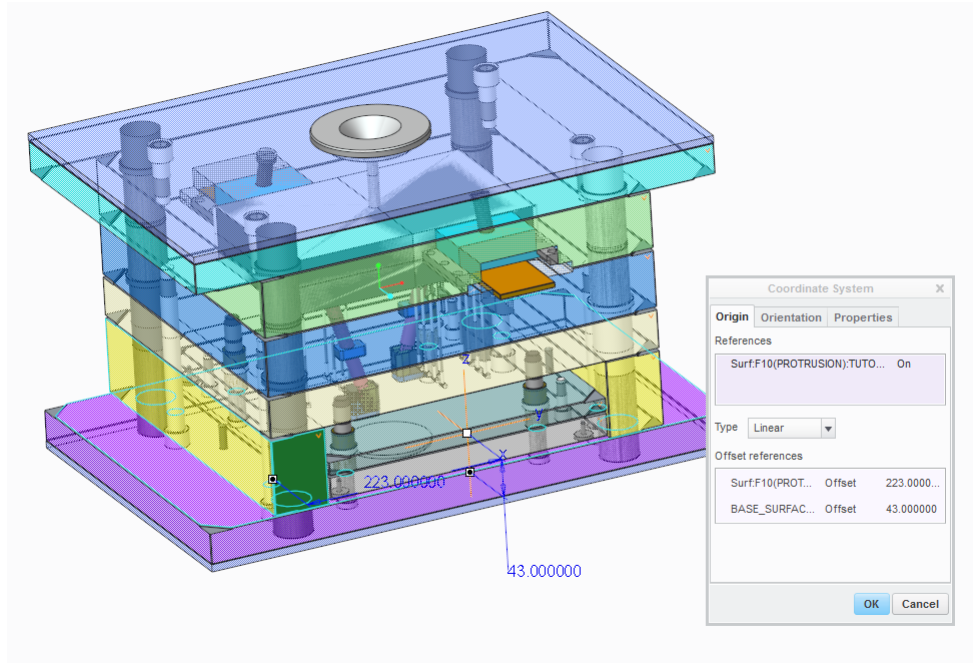 Coordinate System
Origin Orientation Properties
References
Surf:F10(PROTRUSION):TUTO... On
Type Linear
Offset references
Surf:F10(PROT... Offset 223.0000...
BASE_SURFAC... Offset 43.000000
OK Cancel
z
y
x
223.000000
43.000000